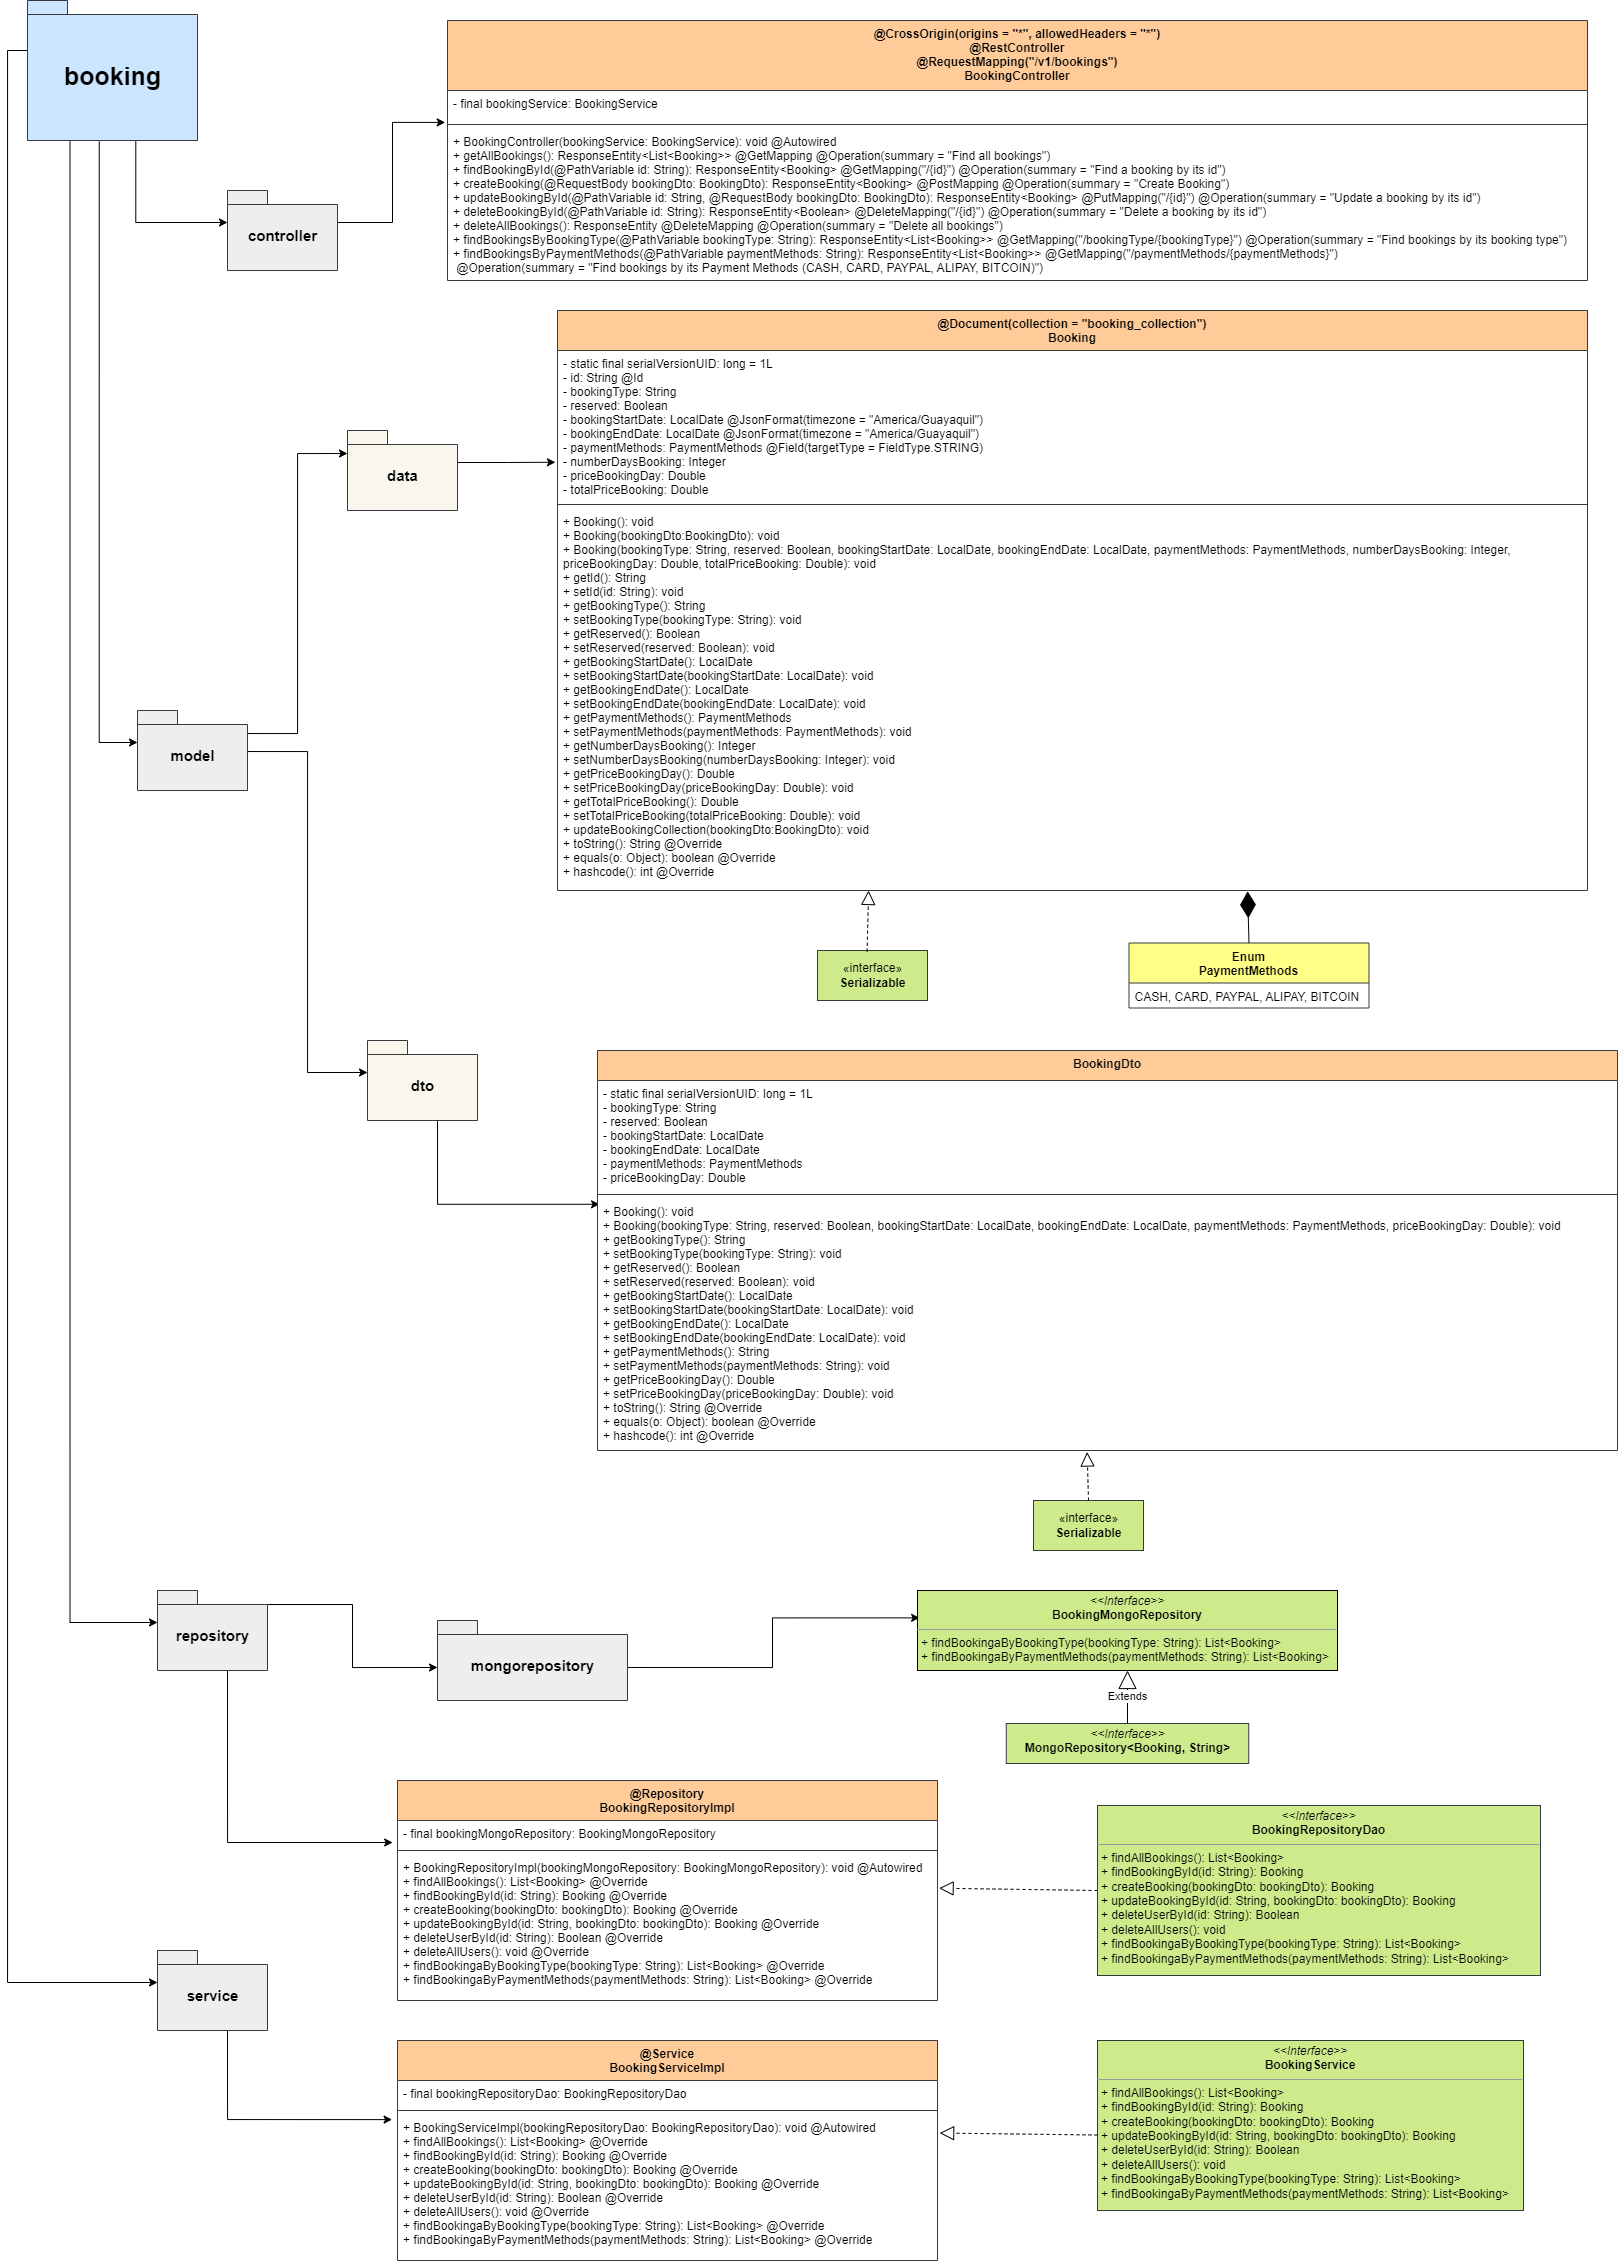 booking
@CrossOrigin(origins = "*", allowedHeaders = "*")
@RestController
@RequestMapping("/v1/bookings")
BookingController
- final bookingService: BookingService
+ BookingController(bookingService: BookingService): void @Autowired
+ getAllBookings(): ResponseEntity<List<Booking>> @GetMapping @Operation(summary = "Find all bookings")
+ findBookingById(@PathVariable id: String): ResponseEntity<Booking> @GetMapping("/{id}") @Operation(summary = "Find a booking by its id")
+ createBooking(@RequestBody bookingDto: BookingDto): ResponseEntity<Booking> @PostMapping @Operation(summary = "Create Booking")
+ updateBookingById(@PathVariable id: String, @RequestBody bookingDto: BookingDto): ResponseEntity<Booking> @PutMapping("/{id}") @Operation(summary = "Update a booking by its id")
+ deleteBookingById(@PathVariable id: String): ResponseEntity<Boolean> @DeleteMapping("/{id}") @Operation(summary = "Delete a booking by its id")
+ deleteAllBookings(): ResponseEntity @DeleteMapping @Operation(summary = "Delete all bookings")
+ findBookingsByBookingType(@PathVariable bookingType: String): ResponseEntity<List<Booking>> @GetMapping("/bookingType/{bookingType}") @Operation(summary = "Find bookings by its booking type")
+ findBookingsByPaymentMethods(@PathVariable paymentMethods: String): ResponseEntity<List<Booking>> @GetMapping("/paymentMethods/{paymentMethods}")
@Operation(summary = "Find bookings by its Payment Methods (CASH, CARD, PAYPAL, ALIPAY, BITCOIN)")
controller
@Document(collection = "booking_collection")
Booking
- static final serialVersionUID: long = 1L
- id: String @Id
- bookingType: String
- reserved: Boolean
- bookingStartDate: LocalDate @JsonFormat(timezone = "America/Guayaquil")
- bookingEndDate: LocalDate @JsonFormat(timezone = "America/Guayaquil")
- paymentMethods: PaymentMethods @Field(targetType = FieldType.STRING)
- numberDaysBooking: Integer
- priceBookingDay: Double
- totalPriceBooking: Double
+ Booking(): void
+ Booking(bookingDto:BookingDto): void
+ Booking(bookingType: String, reserved: Boolean, bookingStartDate: LocalDate, bookingEndDate: LocalDate, paymentMethods: PaymentMethods, numberDaysBooking: Integer,
priceBookingDay: Double, totalPriceBooking: Double): void
+ getId(): String
+ setId(id: String): void
+ getBookingType(): String
+ setBookingType(bookingType: String): void
+ getReserved(): Boolean
+ setReserved(reserved: Boolean): void
+ getBookingStartDate(): LocalDate
+ setBookingStartDate(bookingStartDate: LocalDate): void
+ getBookingEndDate(): LocalDate
+ setBookingEndDate(bookingEndDate: LocalDate): void
+ getPaymentMethods(): PaymentMethods
+ setPaymentMethods(paymentMethods: PaymentMethods): void
+ getNumberDaysBooking(): Integer
+ setNumberDaysBooking(numberDaysBooking: Integer): void
+ getPriceBookingDay(): Double
+ setPriceBookingDay(priceBookingDay: Double): void
+ getTotalPriceBooking(): Double
+ setTotalPriceBooking(totalPriceBooking: Double): void
+ updateBookingCollection(bookingDto:BookingDto): void
+ toString(): String @Override
+ equals(o: Object): boolean @Override
+ hashcode(): int @Override
data
model
«interface»
Serializable
Enum
PaymentMethods
CASH, CARD, PAYPAL, ALIPAY, BITCOIN
dto
BookingDto
- static final serialVersionUID: long = 1L
- bookingType: String
- reserved: Boolean
- bookingStartDate: LocalDate
- bookingEndDate: LocalDate
- paymentMethods: PaymentMethods
- priceBookingDay: Double
+ Booking(): void
+ Booking(bookingType: String, reserved: Boolean, bookingStartDate: LocalDate, bookingEndDate: LocalDate, paymentMethods: PaymentMethods, priceBookingDay: Double): void
+ getBookingType(): String
+ setBookingType(bookingType: String): void
+ getReserved(): Boolean
+ setReserved(reserved: Boolean): void
+ getBookingStartDate(): LocalDate
+ setBookingStartDate(bookingStartDate: LocalDate): void
+ getBookingEndDate(): LocalDate
+ setBookingEndDate(bookingEndDate: LocalDate): void
+ getPaymentMethods(): String
+ setPaymentMethods(paymentMethods: String): void
+ getPriceBookingDay(): Double
+ setPriceBookingDay(priceBookingDay: Double): void
+ toString(): String @Override
+ equals(o: Object): boolean @Override
+ hashcode(): int @Override
«interface»
Serializable
repository
mongorepository
<<Interface>>
BookingMongoRepository
+ findBookingaByBookingType(bookingType: String): List<Booking>
+ findBookingaByPaymentMethods(paymentMethods: String): List<Booking>
Extends
<<Interface>>
MongoRepository<Booking, String>
@Repository
BookingRepositoryImpl
- final bookingMongoRepository: BookingMongoRepository
+ BookingRepositoryImpl(bookingMongoRepository: BookingMongoRepository): void @Autowired
+ findAllBookings(): List<Booking> @Override
+ findBookingById(id: String): Booking @Override
+ createBooking(bookingDto: bookingDto): Booking @Override
+ updateBookingById(id: String, bookingDto: bookingDto): Booking @Override
+ deleteUserById(id: String): Boolean @Override
+ deleteAllUsers(): void @Override
+ findBookingaByBookingType(bookingType: String): List<Booking> @Override
+ findBookingaByPaymentMethods(paymentMethods: String): List<Booking> @Override
<<Interface>>
BookingRepositoryDao
+ findAllBookings(): List<Booking>
+ findBookingById(id: String): Booking
+ createBooking(bookingDto: bookingDto): Booking
+ updateBookingById(id: String, bookingDto: bookingDto): Booking
+ deleteUserById(id: String): Boolean
+ deleteAllUsers(): void
+ findBookingaByBookingType(bookingType: String): List<Booking>
+ findBookingaByPaymentMethods(paymentMethods: String): List<Booking>
service
@Service
BookingServiceImpl
- final bookingRepositoryDao: BookingRepositoryDao
+ BookingServiceImpl(bookingRepositoryDao: BookingRepositoryDao): void @Autowired
+ findAllBookings(): List<Booking> @Override
+ findBookingById(id: String): Booking @Override
+ createBooking(bookingDto: bookingDto): Booking @Override
+ updateBookingById(id: String, bookingDto: bookingDto): Booking @Override
+ deleteUserById(id: String): Boolean @Override
+ deleteAllUsers(): void @Override
+ findBookingaByBookingType(bookingType: String): List<Booking> @Override
+ findBookingaByPaymentMethods(paymentMethods: String): List<Booking> @Override
<<Interface>>
BookingService
+ findAllBookings(): List<Booking>
+ findBookingById(id: String): Booking
+ createBooking(bookingDto: bookingDto): Booking
+ updateBookingById(id: String, bookingDto: bookingDto): Booking
+ deleteUserById(id: String): Boolean
+ deleteAllUsers(): void
+ findBookingaByBookingType(bookingType: String): List<Booking>
+ findBookingaByPaymentMethods(paymentMethods: String): List<Booking>